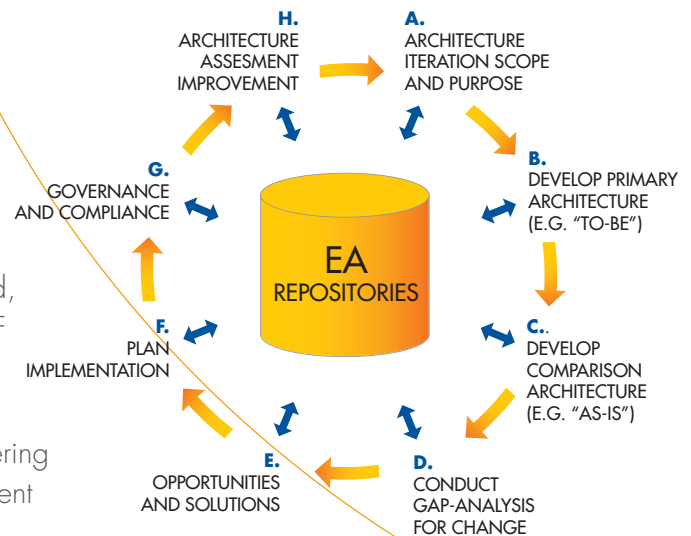 H.
ARCHITECTURE
ASSESMENT
IMPROVEMENT
A.
ARCHITECTURE
ITERATION SCOPE
AND PURPOSE
B.
DEVELOP PRIMARY
ARCHITECTURE
(E.G. “TO-BE”)
C..
DEVELOP
COMPARISON
ARCHITECTURE
(E.G. “AS-IS”)
D.
CONDUCT
GAP-ANALYSIS
FOR CHANGE
E.
OPPORTUNITIES
AND SOLUTIONS
F.
PLAN
IMPLEMENTATION
G.
GOVERNANCE
AND COMPLIANCE
EA
REPOSITORIES